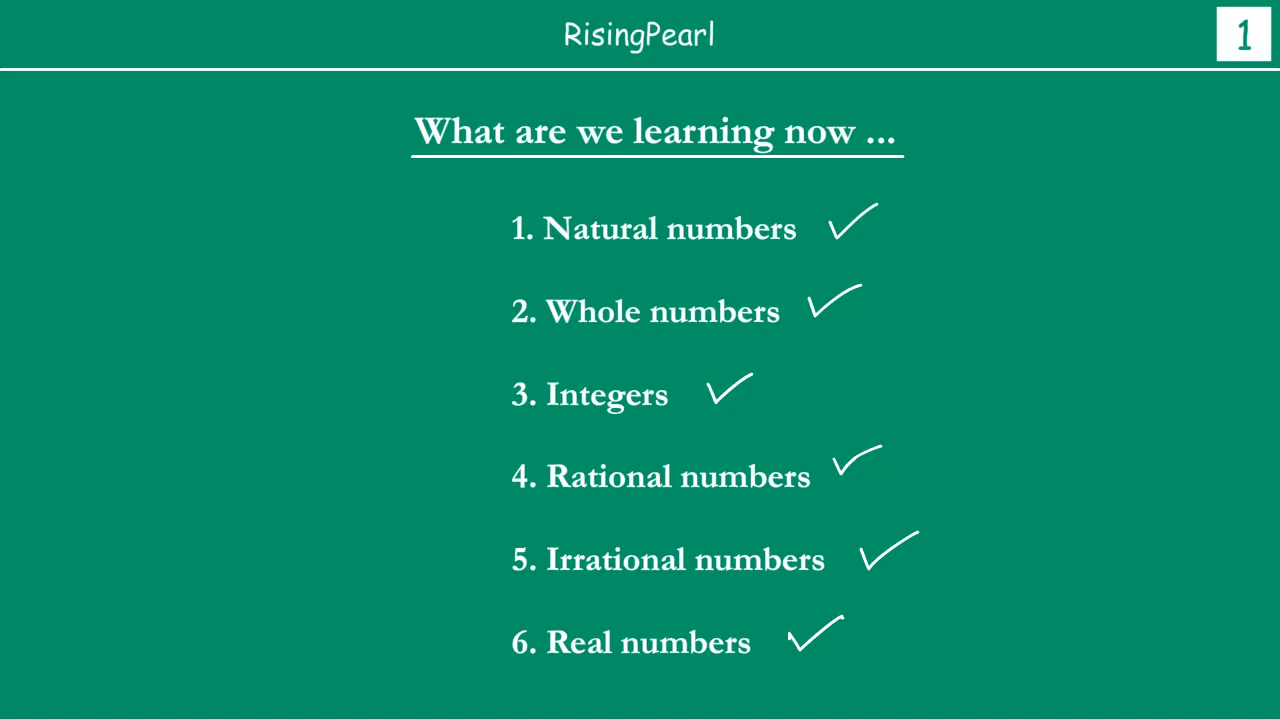 RisingPearl
1
What are we learning now ...
1. Natural numbers ✓
2. Whole numbers ✓
3. Integers ✓
4. Rational numbers ✓
5. Irrational numbers ✓
6. Real numbers ✓